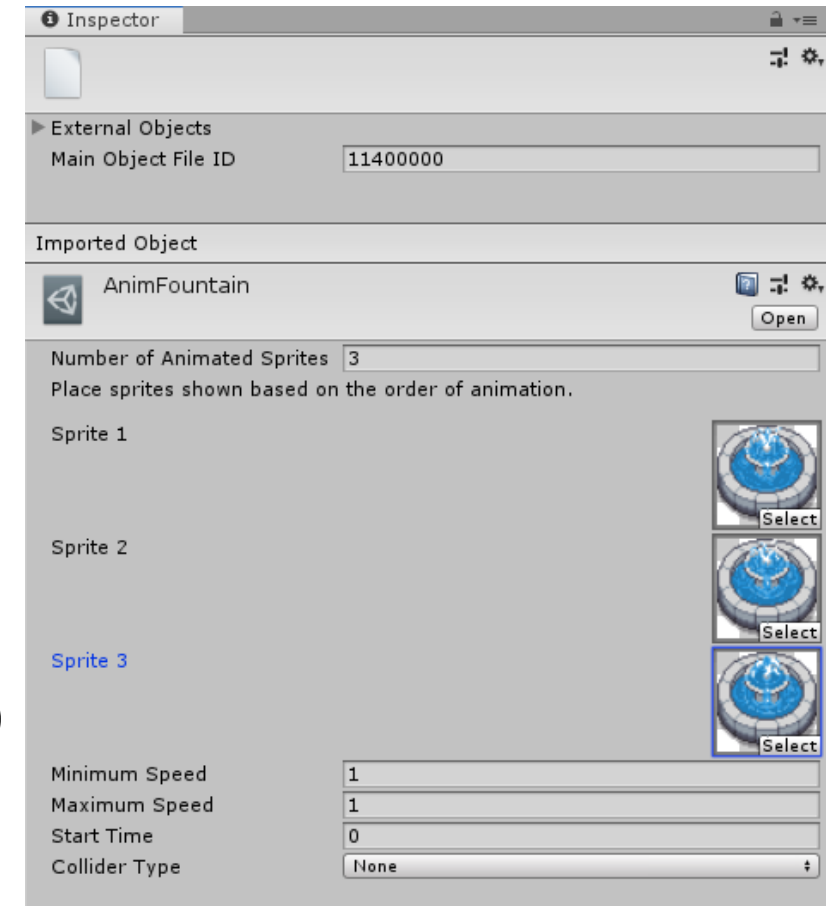 Inspector
External Objects
Main Object File ID 11400000
Imported Object
AnimFountain
Open
Number of Animated Sprites 3
Place sprites shown based on the order of animation.
Sprite 1
Select
Sprite 2
Select
Sprite 3
Select
Minimum Speed 1
Maximum Speed 1
Start Time 0
Collider Type None